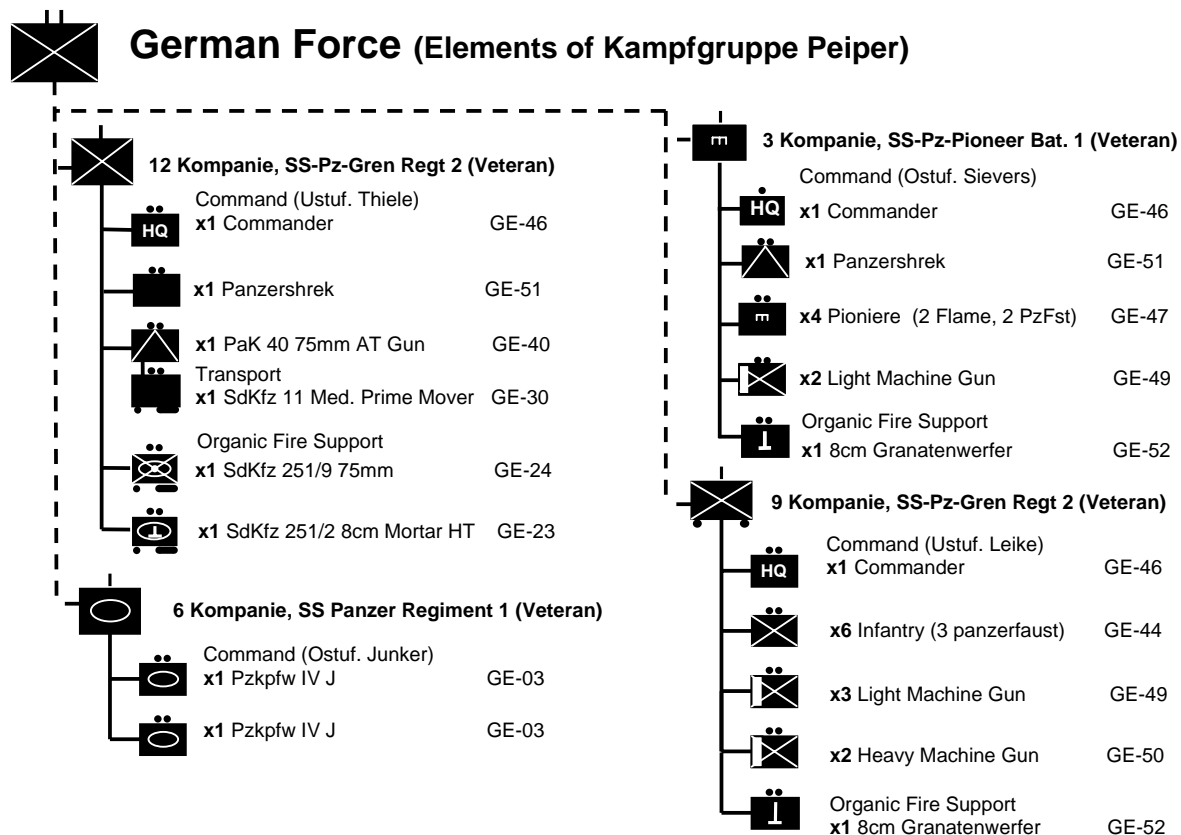 German Force (Elements of Kampfgruppe Peiper)
12 Kompanie, SS-Pz-Gren Regt 2 (Veteran)
Command (Ustuf. Thiele)
HQ x1 Commander GE-46
x1 Panzershrek GE-51
x1 PaK 40 75mm AT Gun GE-40
Transport
x1 SdKfz 11 Med. Prime Mover GE-30
Organic Fire Support
x1 SdKfz 251/9 75mm GE-24
x1 SdKfz 251/2 8cm Mortar HT GE-23
6 Kompanie, SS Panzer Regiment 1 (Veteran)
Command (Ostuf. Junker)
x1 Pzkpfw IV J GE-03
x1 Pzkpfw IV J GE-03
3 Kompanie, SS-Pz-Pioneer Bat. 1 (Veteran)
Command (Ostuf. Sievers)
HQ x1 Commander GE-46
x1 Panzershrek GE-51
x4 Pioniere (2 Flame, 2 PzFst) GE-47
x2 Light Machine Gun GE-49
Organic Fire Support
x1 8cm Granatenwerfer GE-52
9 Kompanie, SS-Pz-Gren Regt 2 (Veteran)
Command (Ustuf. Leike)
HQ x1 Commander GE-46
x6 Infantry (3 panzerfaust) GE-44
x3 Light Machine Gun GE-49
x2 Heavy Machine Gun GE-50
Organic Fire Support
x1 8cm Granatenwerfer GE-52